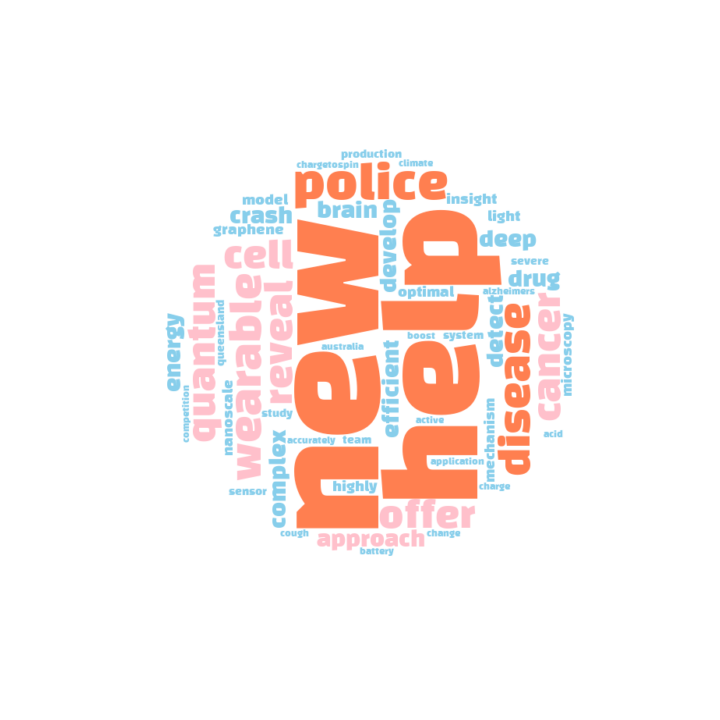 production
chargetospin
climate
police
model
insight
brain
crash
light
graphene
develop
deep
cell
new
help
severe
drug
quantum
wearable
reveal
optimal
alzheimers
cancer
disease
detect
energy
queensland
boost
system
microscopy
australia
efficient
competition
nanoscale
study
active
acid
accurately
team
complex
mechanism
application
sensor
highly
charge
offer
cough
approach
change
battery